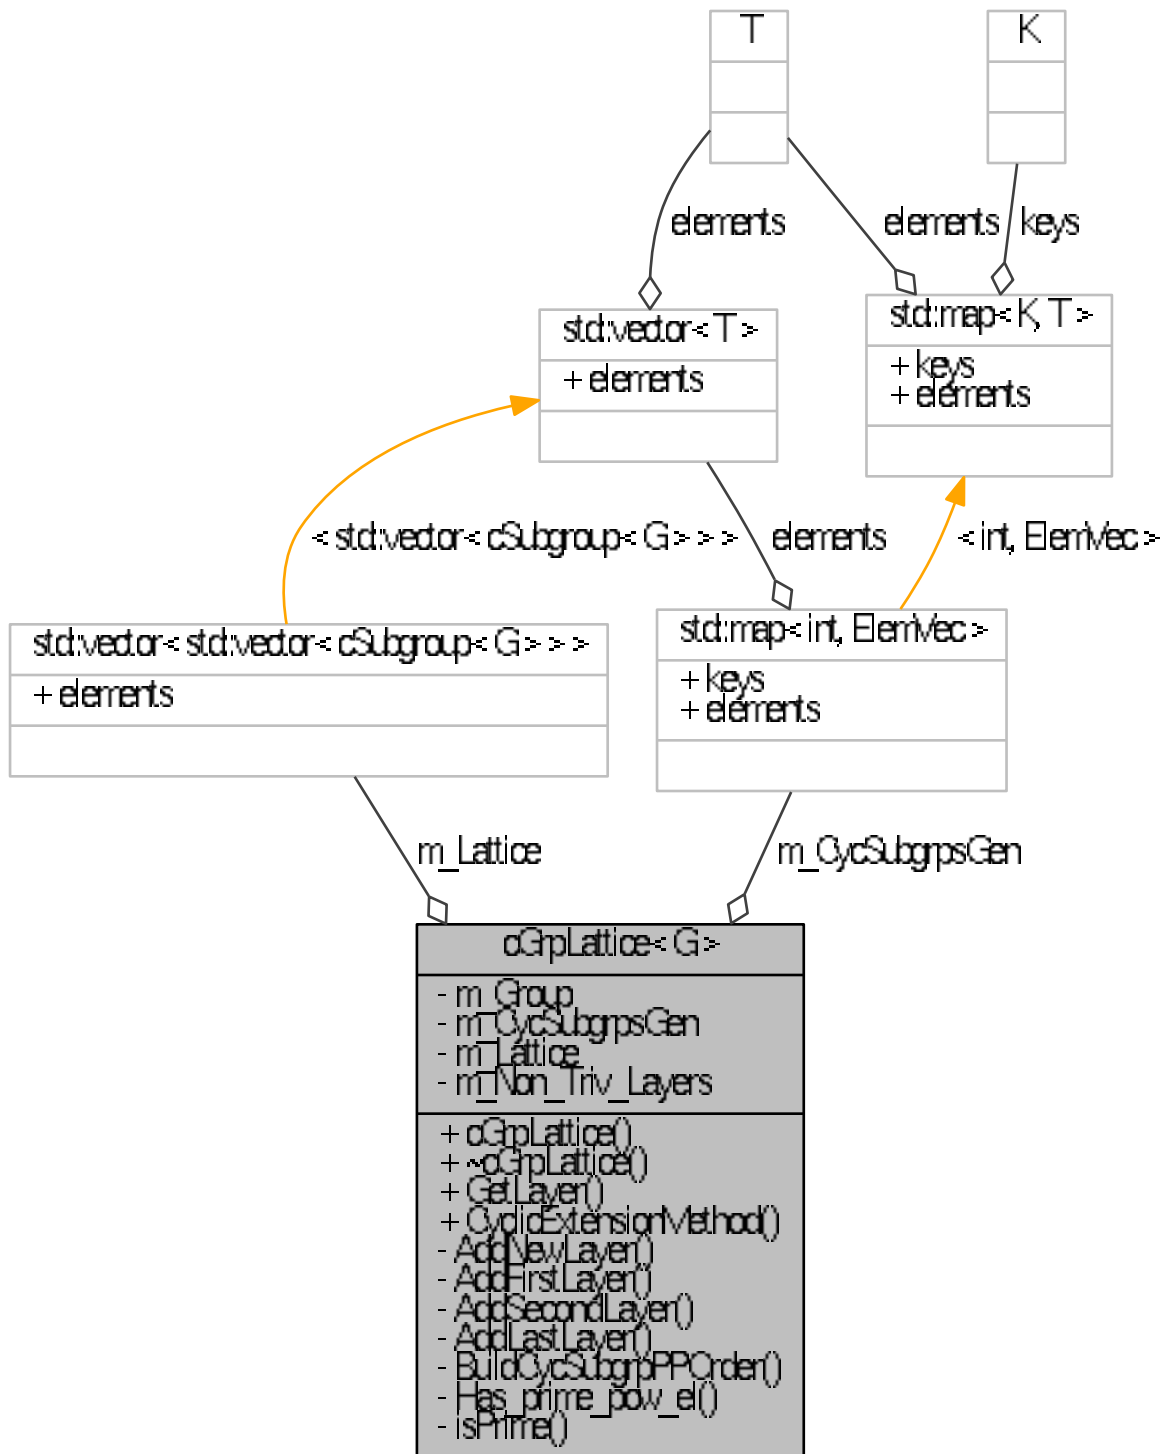 T
K
elements
elements
keys
std::vector< T >
+ elements
std::map< K, T >
+ keys
+ elements
< std::vector< cSubgroup< G > > >
elements
< int, ElemVec >
std::vector< std::vector< cSubgroup< G > > >
+ elements
std::map< int, ElemVec >
+ keys
+ elements
m_Lattice
m_CycSubgrpsGen
cGrpLattice< G >
- m_Group
- m_CycSubgrpsGen
- m_Lattice
- m_Non_Triv_Layers
+ cGrpLattice()
+ ~cGrpLattice()
+ GetLayer()
+ CyclicExtensionMethod()
- AddNewLayer()
- AddFirstLayer()
- AddSecondLayer()
- AddLastLayer()
- BuildCycSubgrpPPOrder()
- Has_prime_pow_el()
- isPrime()